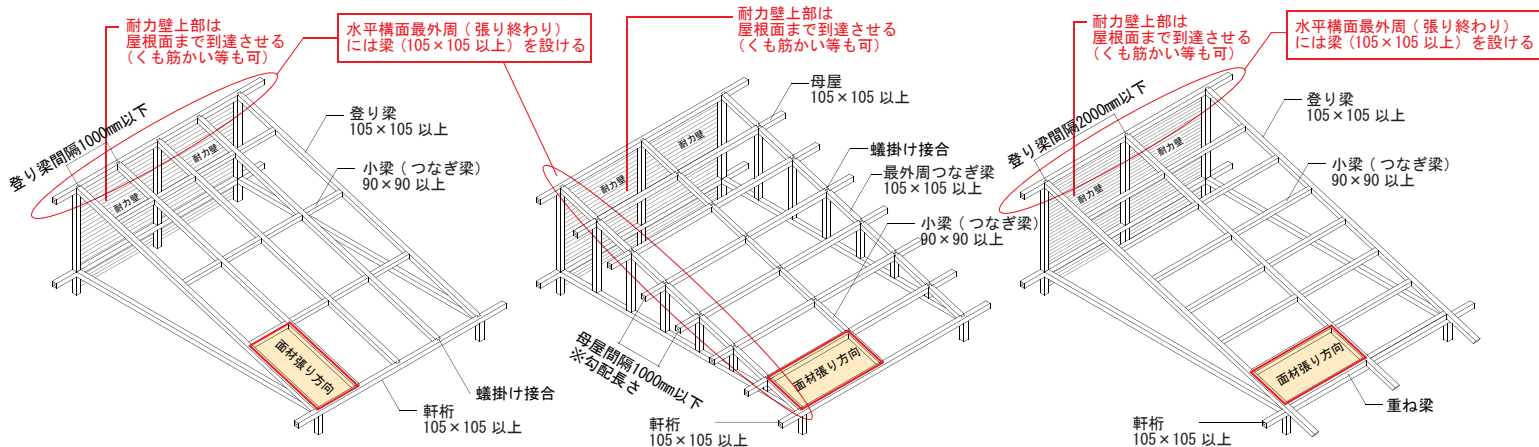 耐力壁上部は
屋根面まで到達させる
(くも筋かい等も可)
水平構面最外周(張り終わり)
には梁(105×105 以上)を設ける
登り梁間隔1000mm以下
登り梁
105×105 以上
小梁(つなぎ梁)
90×90 以上
耐力壁
耐力壁
面材張り方向
蟻掛け接合
軒桁
105×105 以上
耐力壁上部は
屋根面まで到達させる
(くも筋かい等も可)
母屋
105×105 以上
蟻掛け接合
最外周つなぎ梁
105×105 以上
小梁(つなぎ梁)
90×90 以上
耐力壁
耐力壁
母屋間隔1000mm以下
※勾配長さ
面材張り方向
軒桁
105×105 以上
耐力壁上部は
屋根面まで到達させる
(くも筋かい等も可)
水平構面最外周(張り終わり)
には梁(105×105 以上)を設ける
登り梁間隔2000mm以下
登り梁
105×105 以上
小梁(つなぎ梁)
90×90 以上
耐力壁
耐力壁
面材張り方向
重ね梁
軒桁
105×105 以上